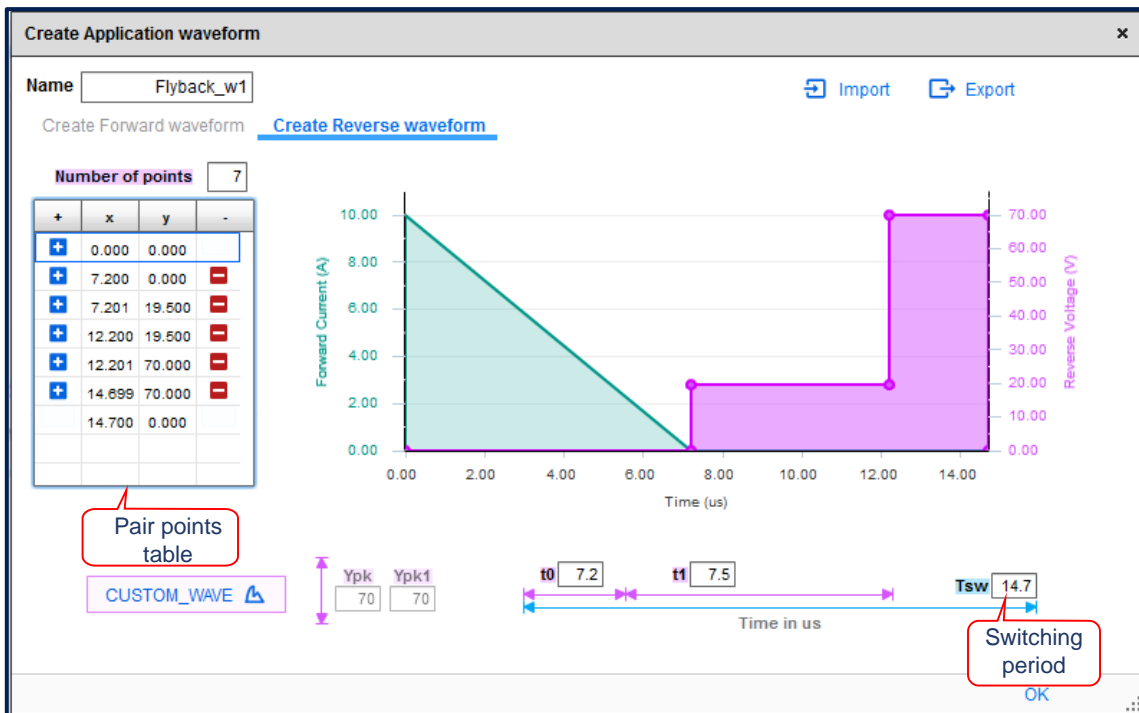 Create Application waveform ×
Name Flyback_w1 Import Export
Create Forward waveform Create Reverse waveform
Number of points 7
+ x y -
0.000 0.000
7.200 0.000
7.201 19.500
12.200 19.500
12.201 70.000
14.699 70.000
14.700 0.000
Pair points
table
CUSTOM_WAVE
Forward Current (A)
10.00
8.00
6.00
4.00
2.00
0.00
0.00 2.00 4.00 6.00 8.00 10.00 12.00 14.00
Time (us)
70.00
60.00
50.00
40.00
30.00
20.00
10.00
0.00
Reverse Voltage (V)
Ypk Ypk1
70 70
t0 7.2 t1 7.5 Tsw 14.7
Time in us
Switching
period
OK